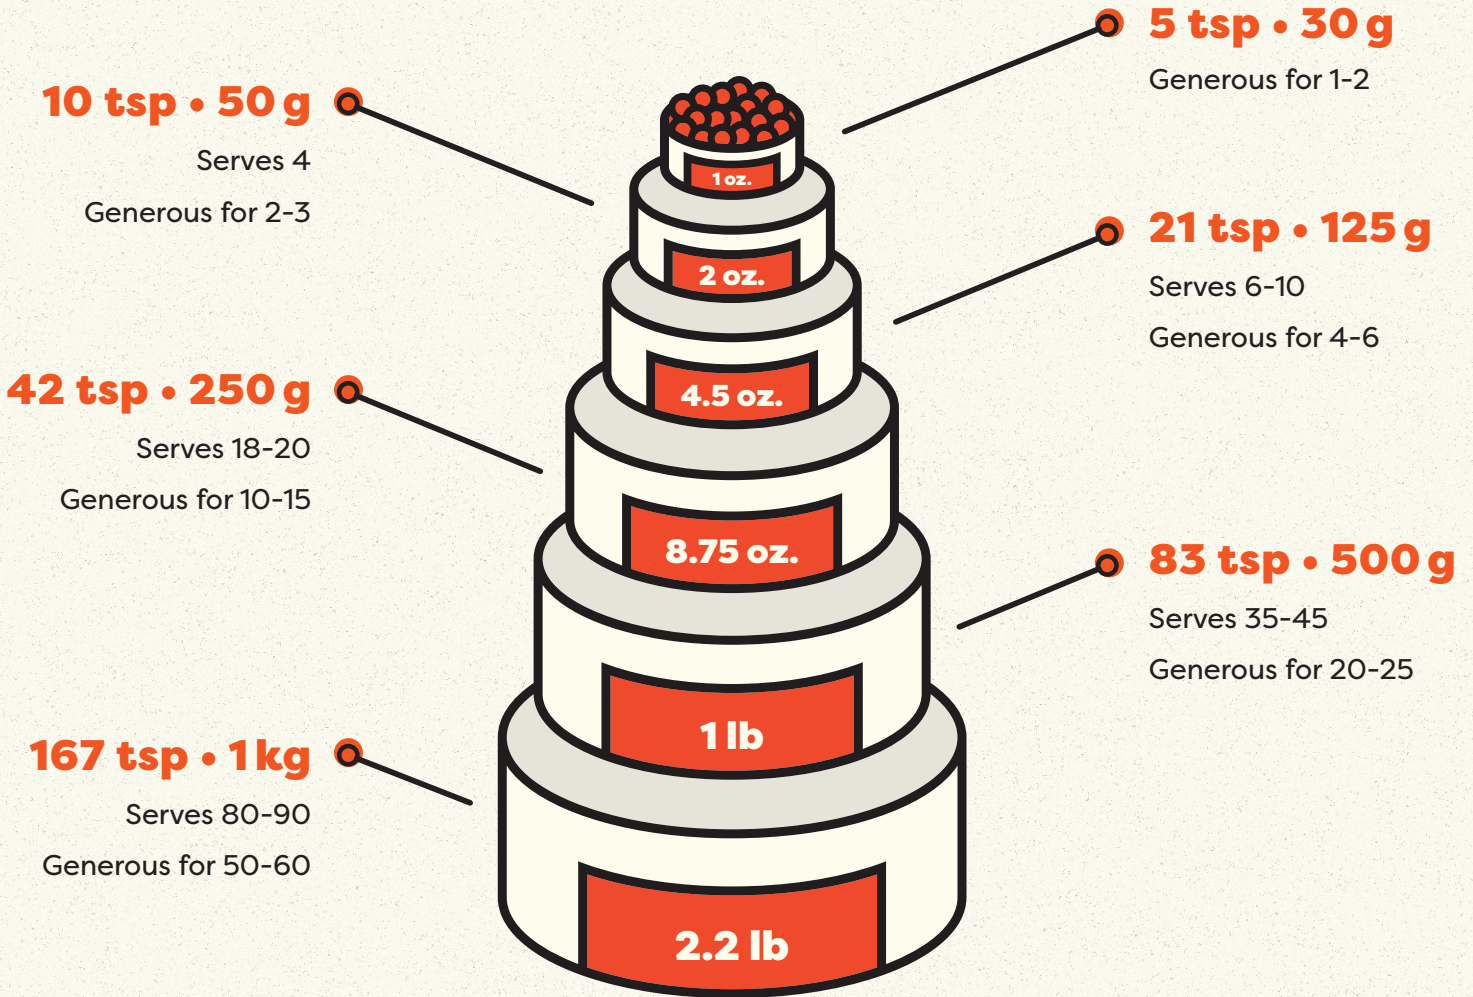 5 tsp • 30 g
Generous for 1-2
10 tsp • 50 g
Serves 4
Generous for 2-3
1 oz.
21 tsp • 125 g
Serves 6-10
Generous for 4-6
2 oz.
42 tsp • 250 g
Serves 18-20
Generous for 10-15
4.5 oz.
8.75 oz.
83 tsp • 500 g
Serves 35-45
Generous for 20-25
1 lb
167 tsp • 1 kg
Serves 80-90
Generous for 50-60
2.2 lb